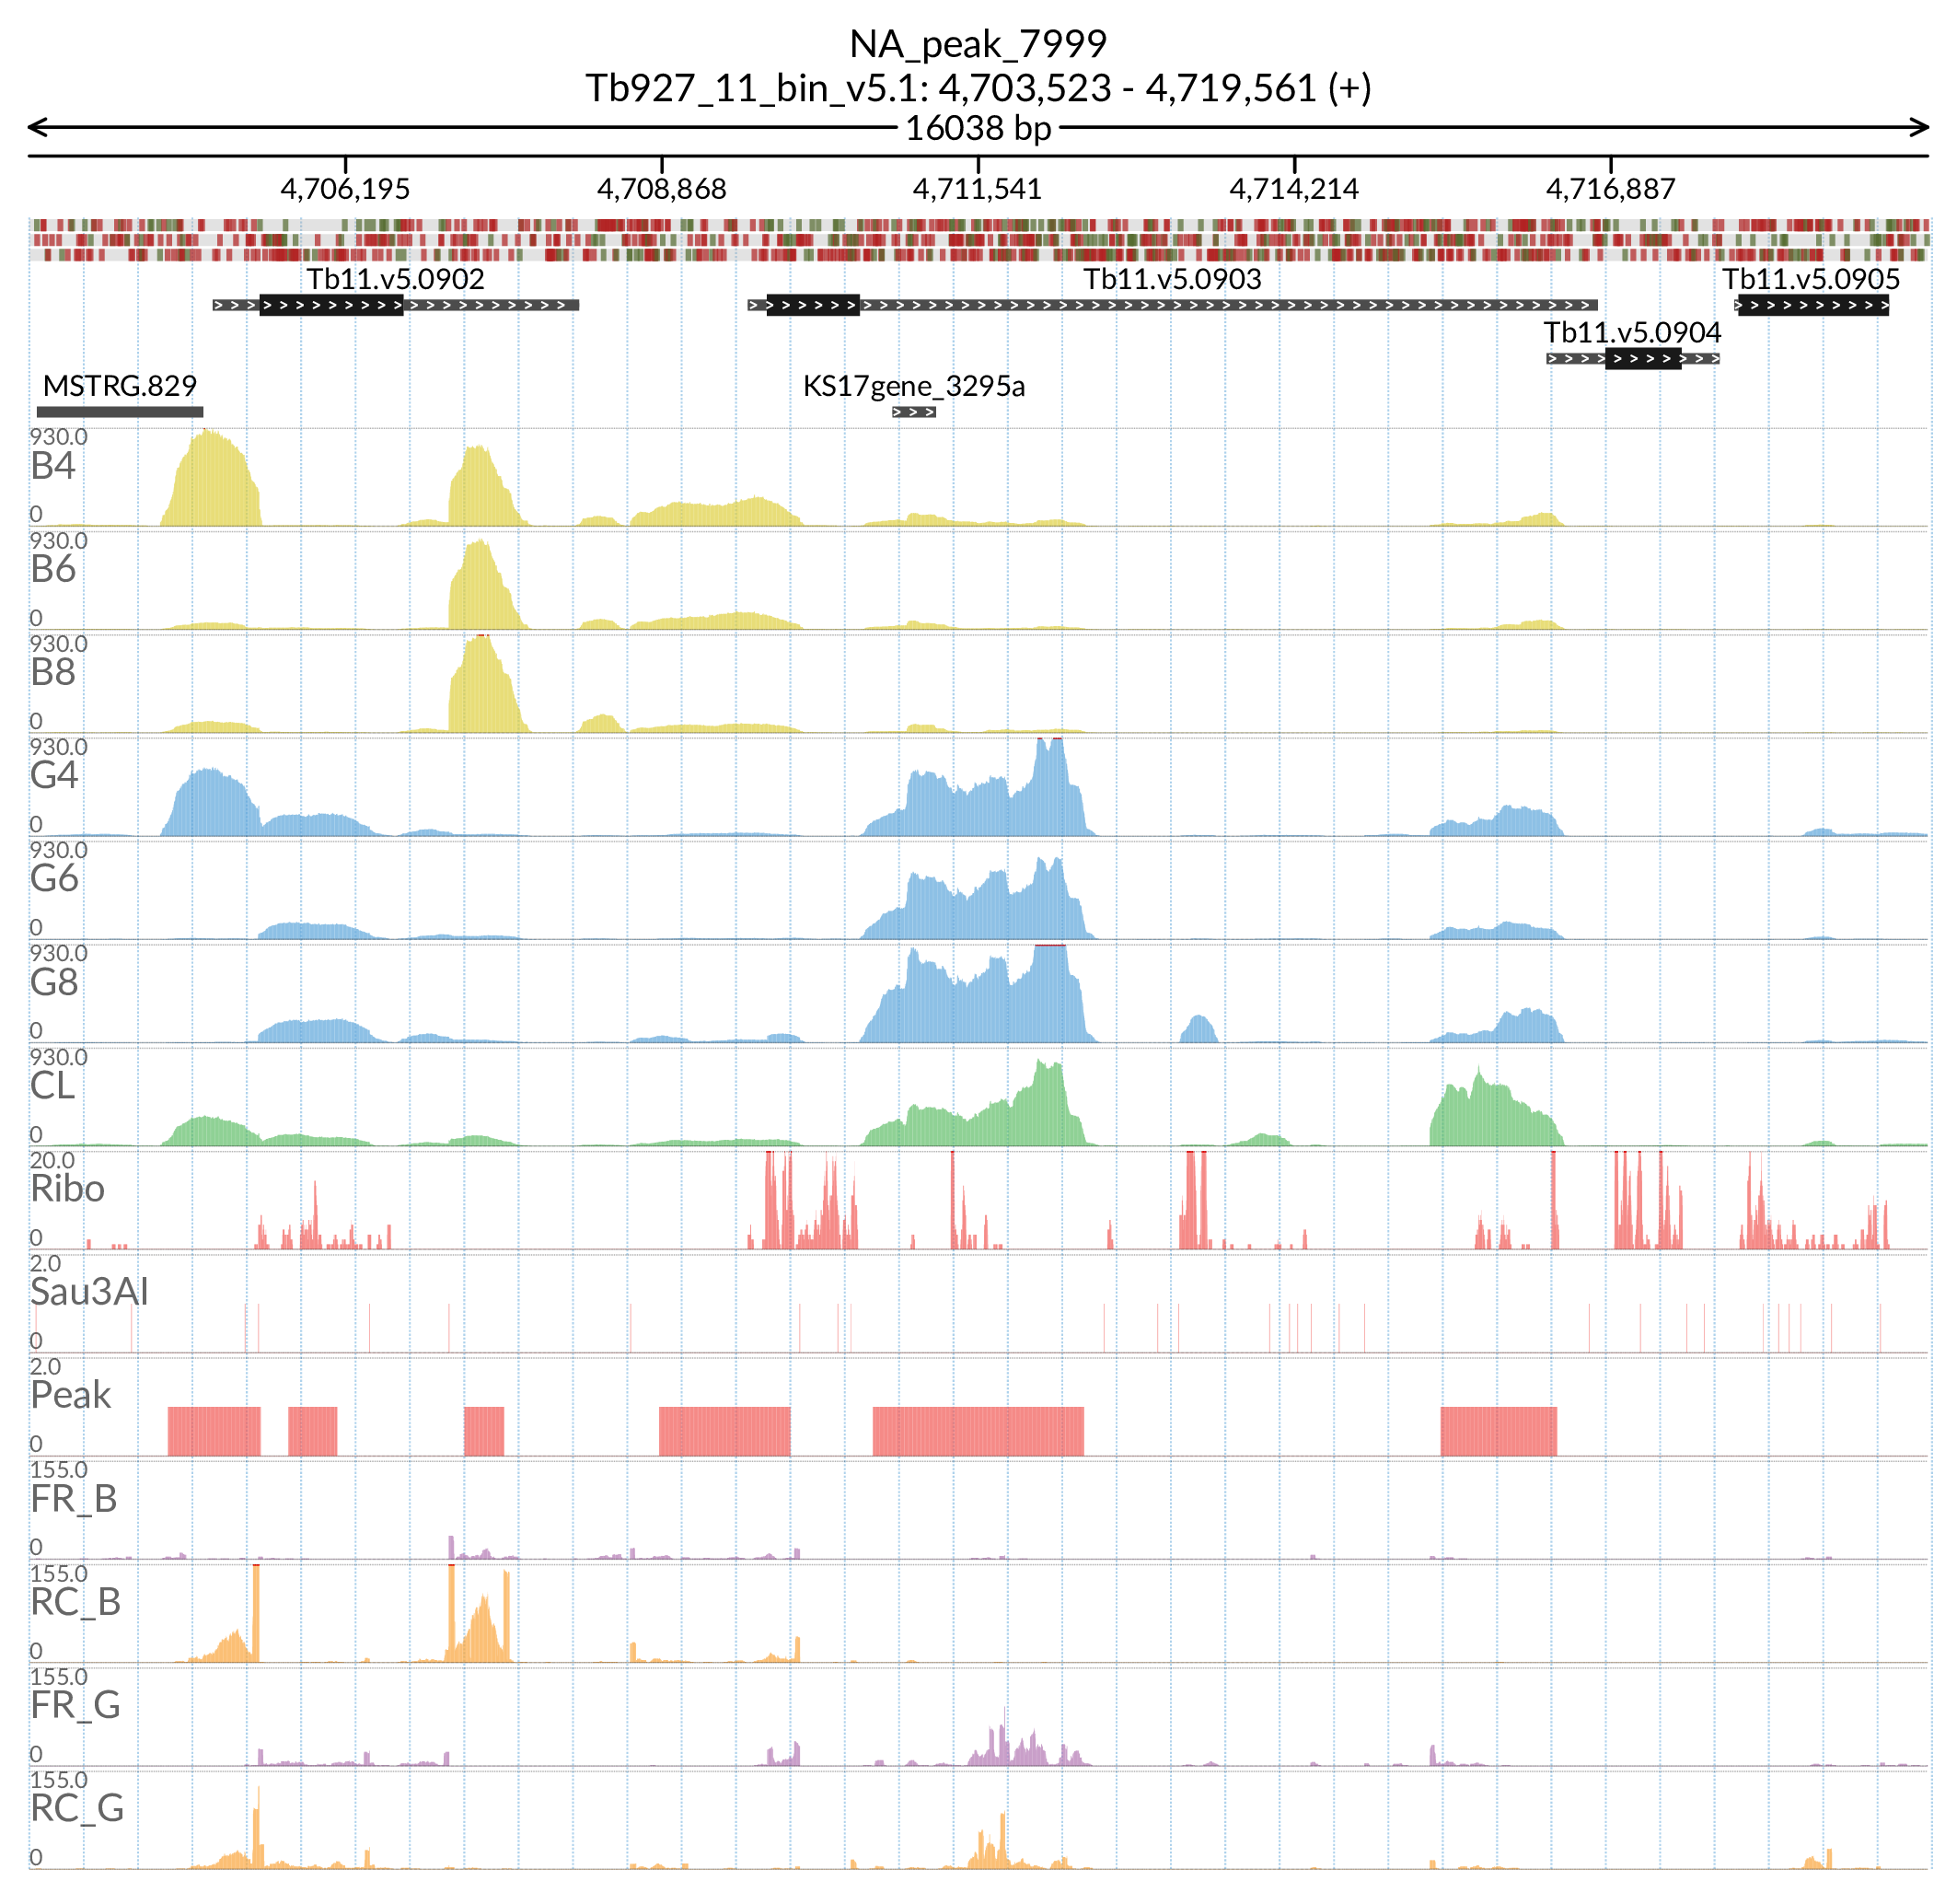 NA_peak_7999
Tb927_11_bin_v5.1: 4,703,523 - 4,719,561 (+)
16038 bp
4,706,195 4,708,868 4,711,541 4,714,214 4,716,887
Tb11.v5.0902 Tb11.v5.0903 Tb11.v5.0905
Tb11.v5.0904
MSTRG.829 KS17gene_3295a
930.0
B4
0
930.0
B6
0
930.0
B8
0
930.0
G4
0
930.0
G6
0
930.0
G8
0
930.0
CL
0
20.0
Ribo
0
2.0
Sau3AI
0
2.0
Peak
0
155.0
FR_B
0
155.0
RC_B
0
155.0
FR_G
0
155.0
RC_G
0